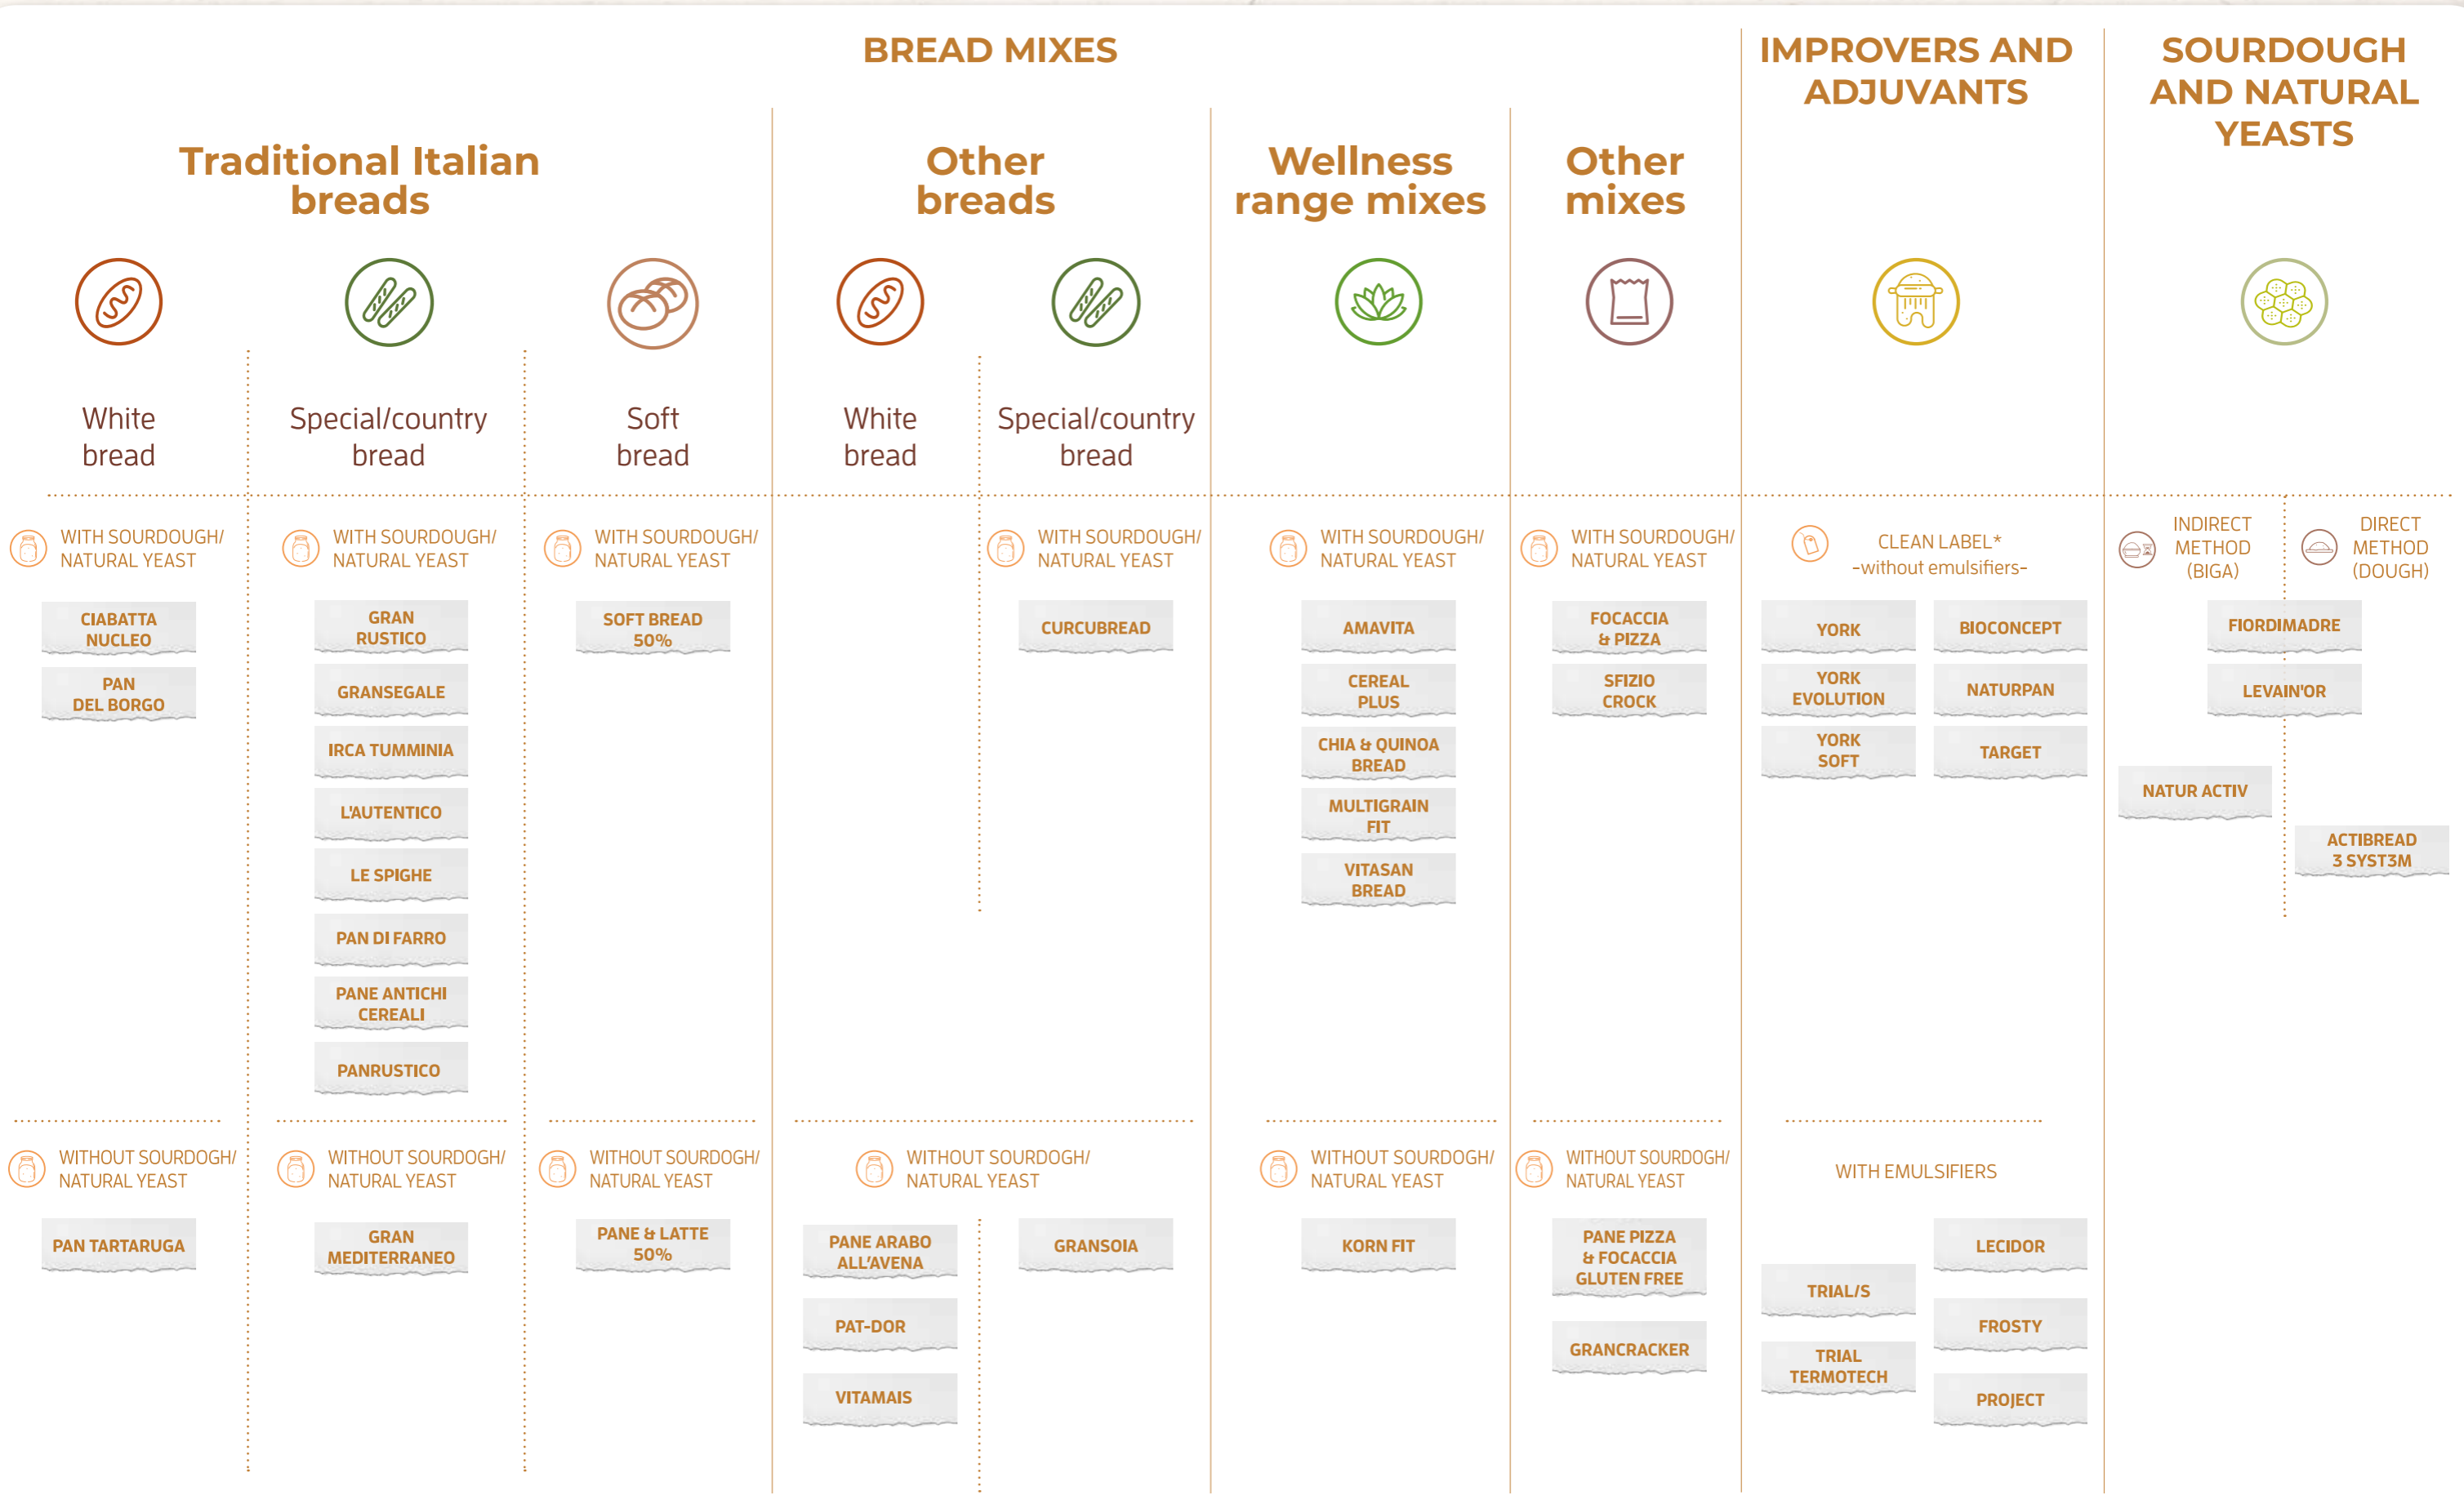 BREAD MIXES
IMPROVERS AND
ADJUVANTS
SOURDOUGH
AND NATURAL
YEASTS
Traditional Italian
breads
Other
breads
Wellness
range mixes
Other
mixes
White
bread
Special/country
bread
Soft
bread
White
bread
Special/country
bread
WITH SOURDOUGH/
NATURAL YEAST
CIABATTA
NUCLEO
PAN
DEL BORGO
WITH SOURDOUGH/
NATURAL YEAST
GRAN
RUSTICO
GRANSEGALE
IRCA TUMMINIA
L'AUTENTICO
LE SPIGHE
PAN DI FARRO
PANE ANTICHI
CEREALI
PANRUSTICO
WITH SOURDOUGH/
NATURAL YEAST
SOFT BREAD
50%
WITH SOURDOUGH/
NATURAL YEAST
CURCUBREAD
WITH SOURDOUGH/
NATURAL YEAST
AMAVITA
CEREAL
PLUS
CHIA & QUINOA
BREAD
MULTIGRAIN
FIT
VITASAN
BREAD
WITH SOURDOUGH/
NATURAL YEAST
FOCACCIA
& PIZZA
SFIZIO
CROCK
CLEAN LABEL*
-without emulsifiers-
YORK
BIOCONCEPT
YORK
EVOLUTION
NATURPAN
YORK
SOFT
TARGET
INDIRECT
METHOD
(BIGA)
DIRECT
METHOD
(DOUGH)
FIORDIMADRE
LEVAIN'OR
NATUR ACTIV
ACTIBREAD
3 SYST3M
WITHOUT SOURDOGH/
NATURAL YEAST
PAN TARTARUGA
WITHOUT SOURDOGH/
NATURAL YEAST
GRAN
MEDITERRANEO
WITHOUT SOURDOGH/
NATURAL YEAST
PANE & LATTE
50%
WITHOUT SOURDOGH/
NATURAL YEAST
PANE ARABO
ALL'AVENA
PAT-DOR
VITAMAIS
GRANSOIA
WITHOUT SOURDOGH/
NATURAL YEAST
KORN FIT
WITHOUT SOURDOGH/
NATURAL YEAST
PANE PIZZA
& FOCACCIA
GLUTEN FREE
GRANCRACKER
WITH EMULSIFIERS
TRIAL/S
TRIAL
TERMOTECH
LECIDOR
FROSTY
PROJECT